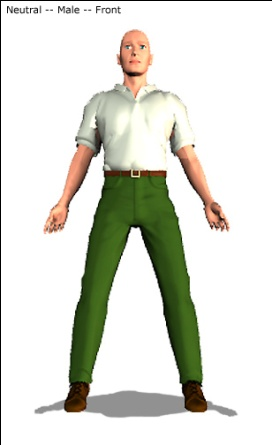 Neutral -- Male -- Front